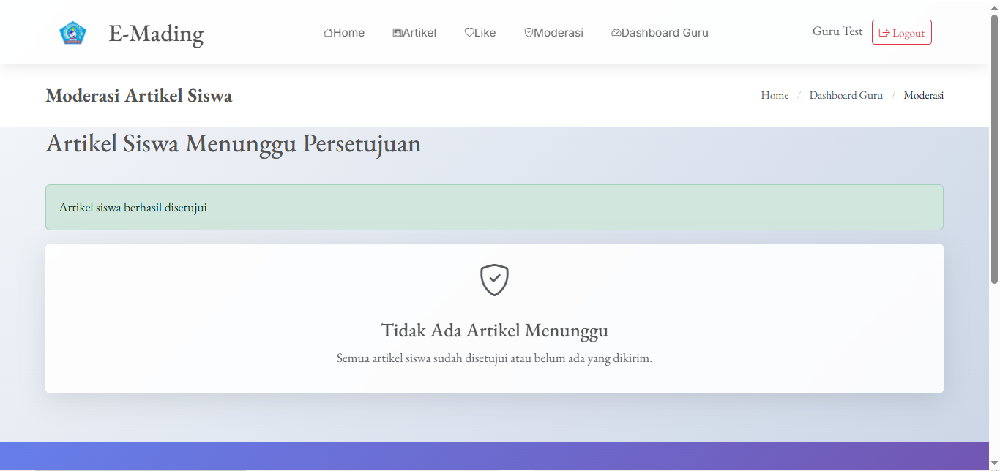 E-Mading
Home
Artikel
Like
Moderasi
Dashboard Guru
Guru Test
Logout
Moderasi Artikel Siswa
Home / Dashboard Guru / Moderasi
Artikel Siswa Menunggu Persetujuan
Artikel siswa berhasil disetujui
Tidak Ada Artikel Menunggu
Semua artikel siswa sudah disetujui atau belum ada yang dikirim.